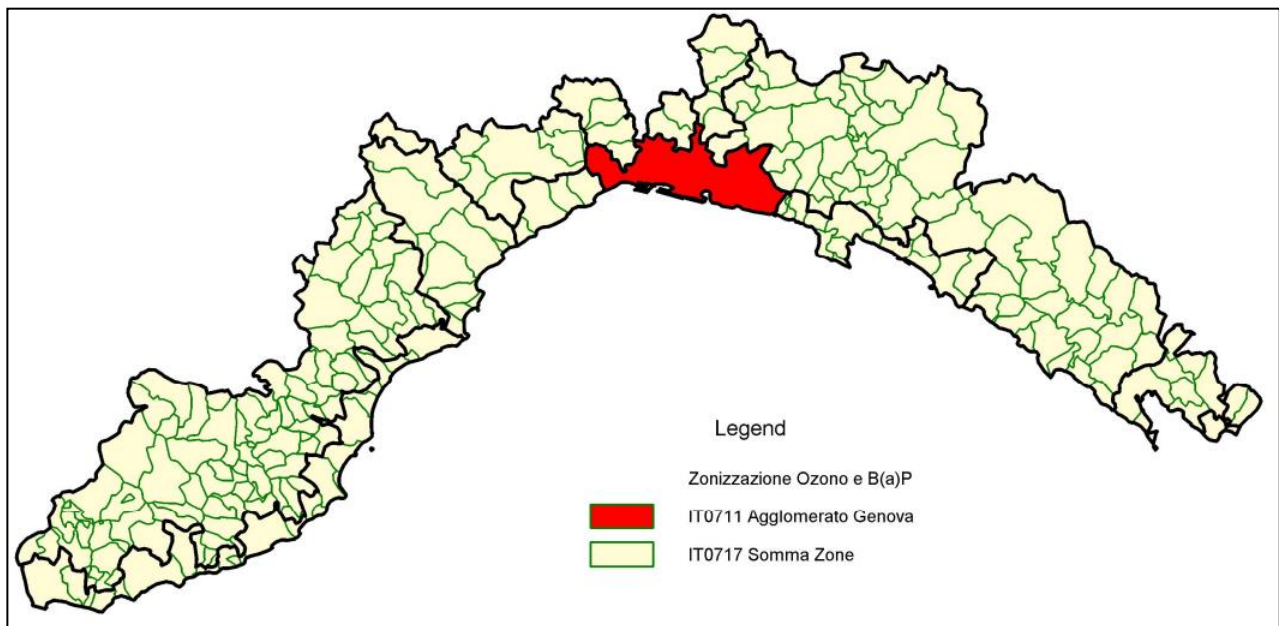 Legend
Zonizzazione Ozono e B(a)P
IT0711 Agglomerato Genova
IT0717 Somma Zone